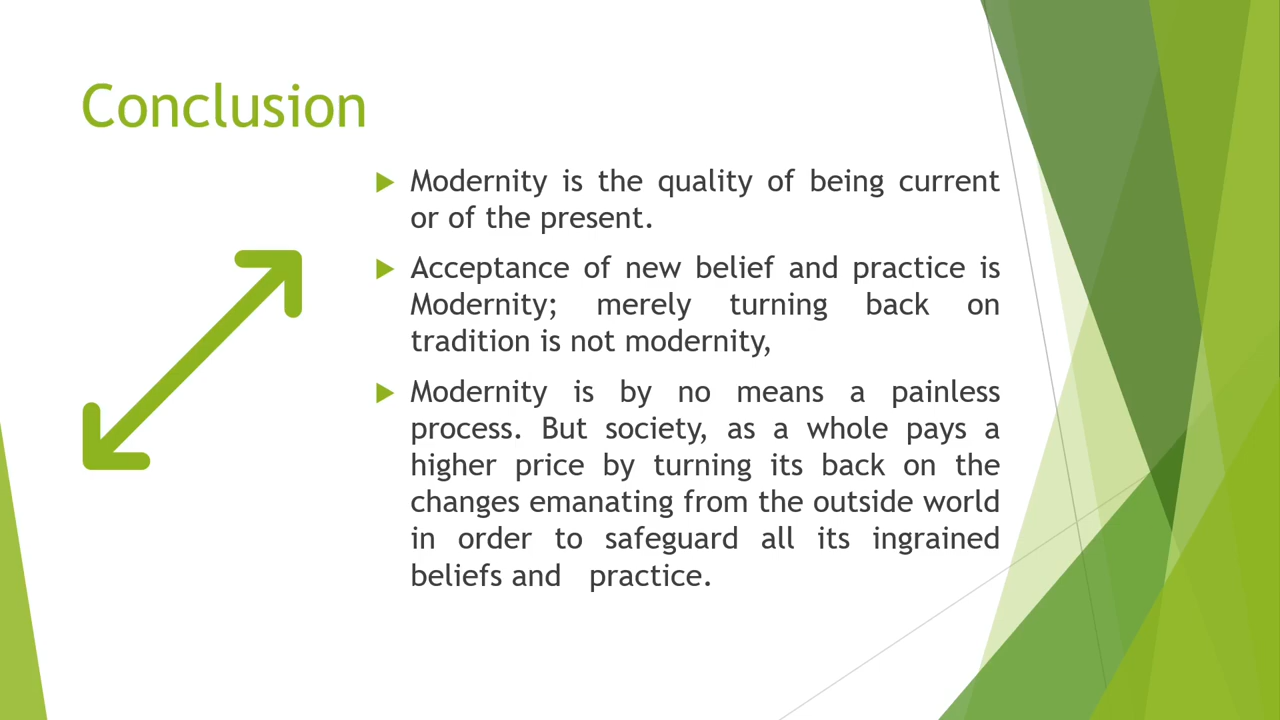 Conclusion
Modernity is the quality of being current
or of the present.
Acceptance of new belief and practice is
Modernity; merely turning back on
tradition is not modernity,
Modernity is by no means a painless
process. But society, as a whole pays a
higher price by turning its back on the
changes emanating from the outside world
in order to safeguard all its ingrained
beliefs and practice.